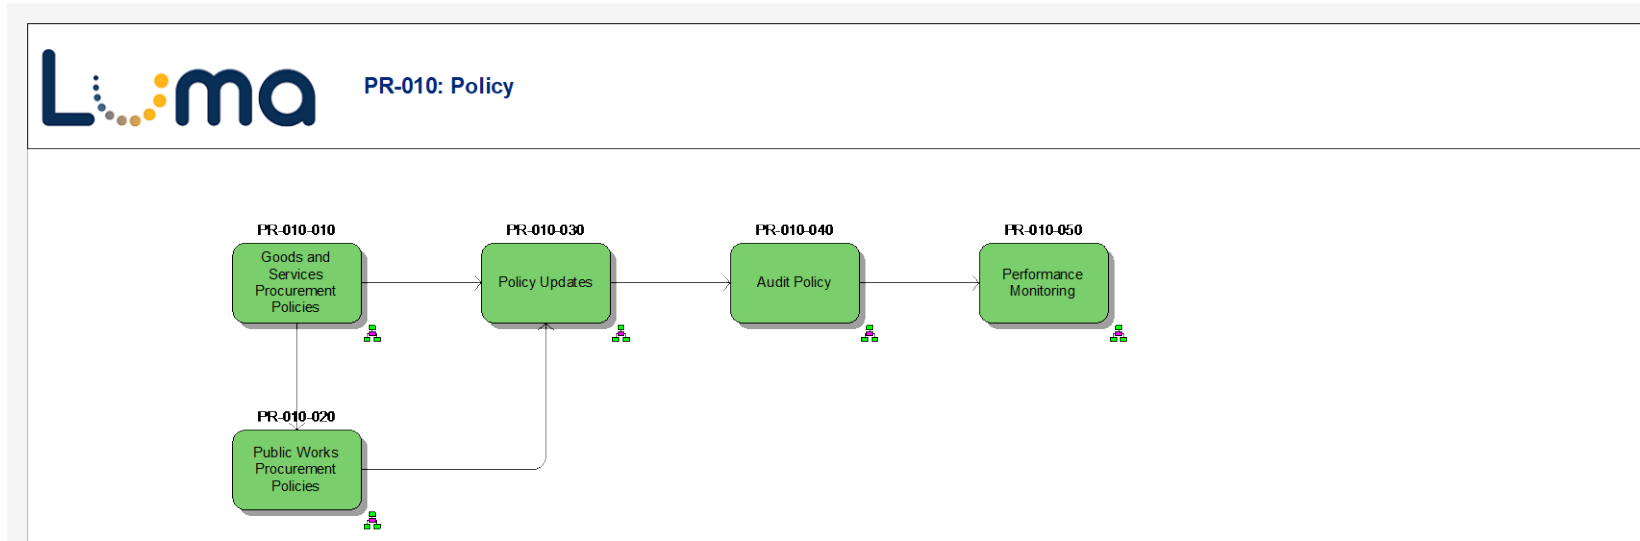 Luma
PR-010: Policy
PR-010-010
Goods and
Services
Procurement
Policies
PR-010-030
Policy Updates
PR-010-040
Audit Policy
PR-010-050
Performance
Monitoring
PR-010-020
Public Works
Procurement
Policies